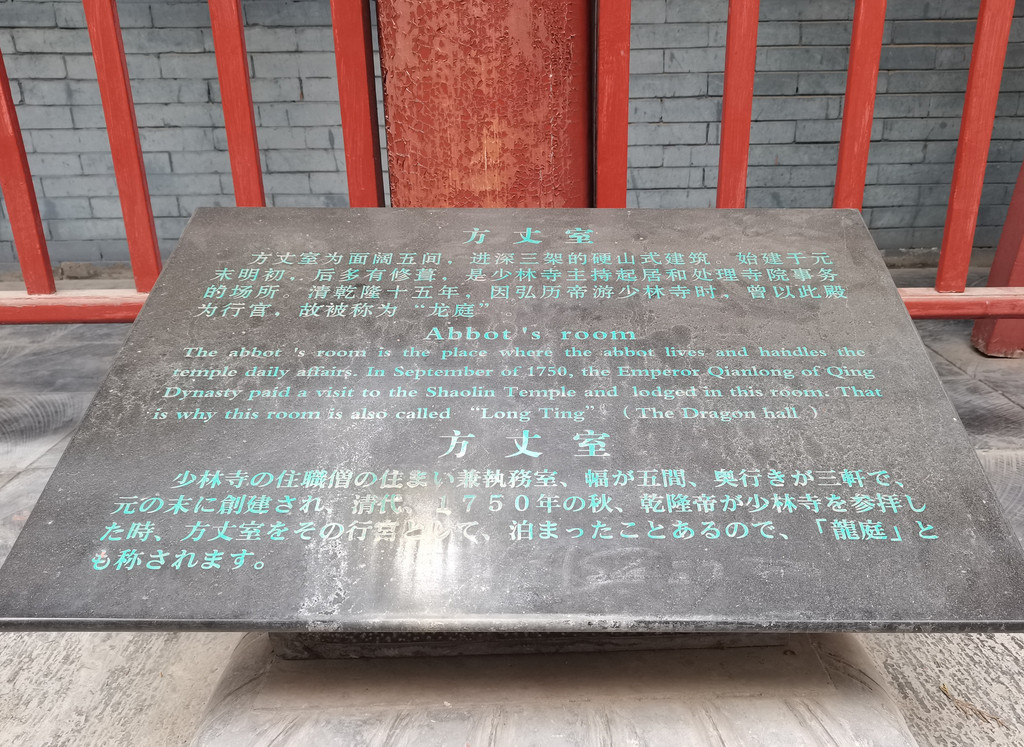 方丈室
方丈室为面阔五间，进深三架的硬山式建筑。始建于元
末明初，后多有修葺，是少林寺主持起居和处理寺院事务
的场所。清乾隆十五年，因弘历帝游少林寺时，曾以此殿
为行宫，故被称为“龙庭”
Abbot's room
The abbot 's room is the place where the abbot lives and handles the
temple daily affairs. In September of 1750, the Emperor Qianlong of Qing
Dynasty paid a visit to the Shaolin Temple and lodged in this room. That
is why this room is also called “Long Ting” （The Dragon hall）
方丈室
少林寺の住職僧の住まい兼執務室、幅が五間、奥行きが三軒で、
元の末に創建され、清代、１７５０年の秋、乾隆帝が少林寺を参拝し
た時、方丈室をその行宮として、泊まったことあるので、「龍庭」と
も称されます。